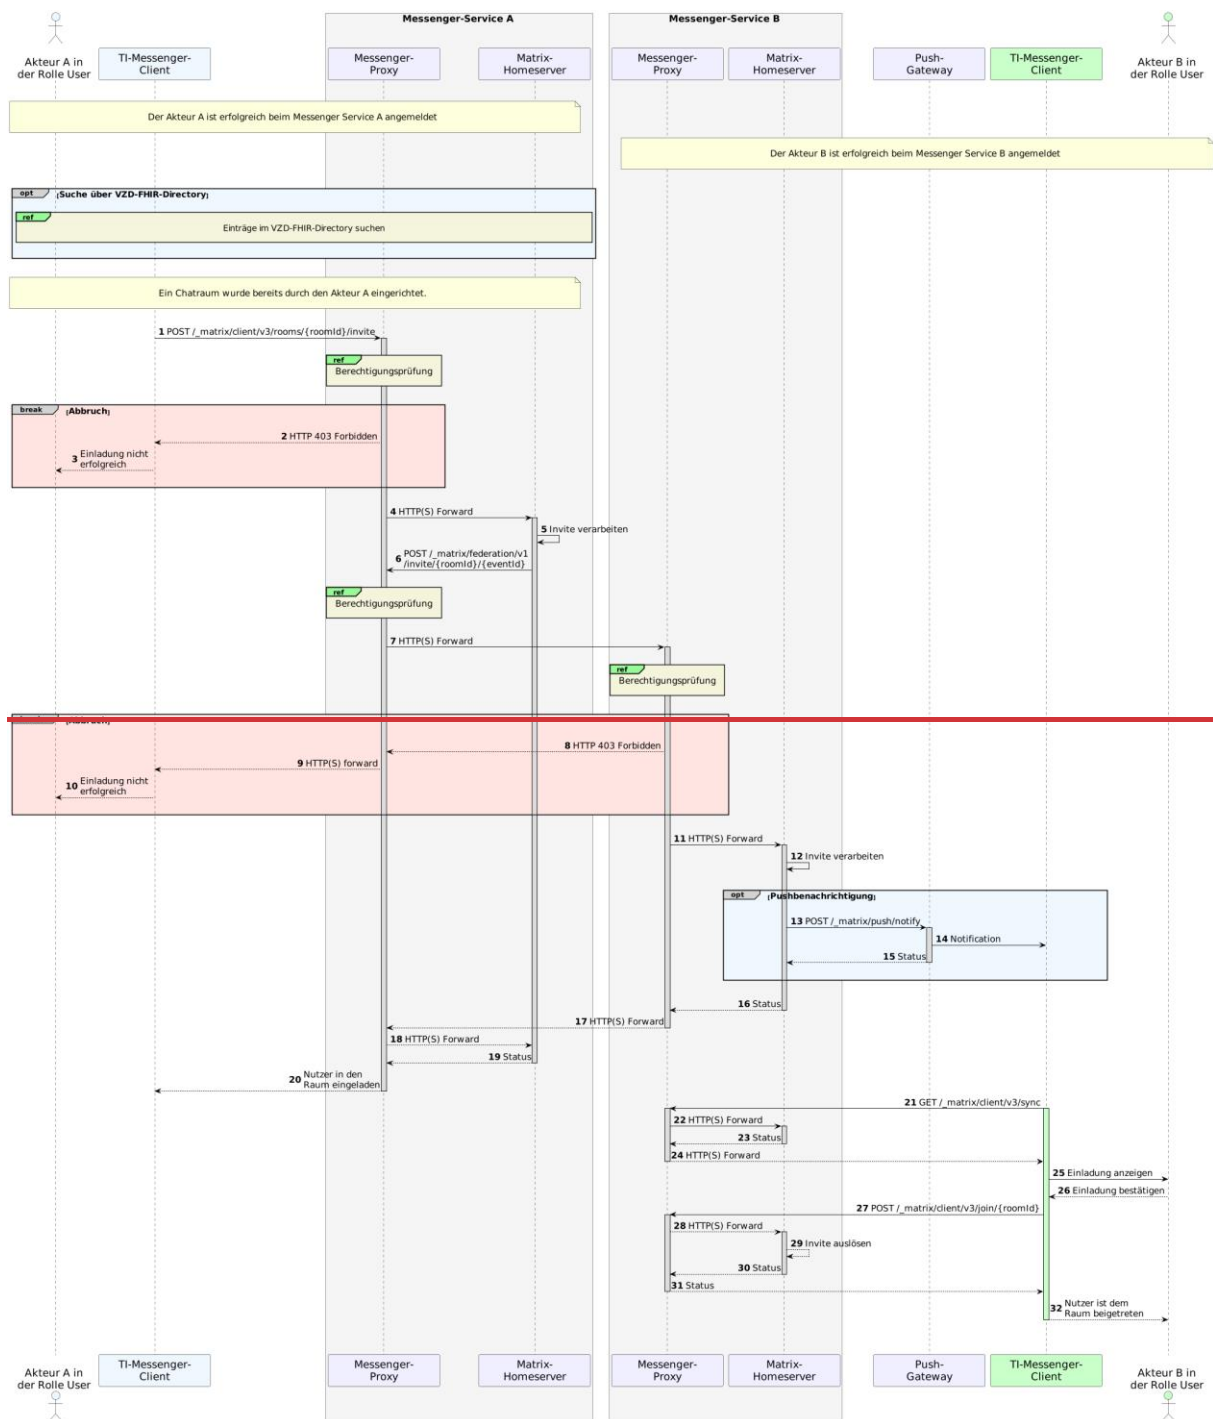 Messenger-Service A
Messenger-Service B
Akteur A in
der Rolle User
TI-Messenger-
Client
Messenger-
Proxy
Matrix-
Homeserver
Messenger-
Proxy
Matrix-
Homeserver
Push-
Gateway
TI-Messenger-
Client
Akteur B in
der Rolle User
Der Akteur A ist erfolgreich beim Messenger Service A angemeldet
Der Akteur B ist erfolgreich beim Messenger Service B angemeldet
opt [Suche über VZD-FHIR-Directory]
ref
Einträge im VZD-FHIR-Directory suchen
Ein Chatraum wurde bereits durch den Akteur A eingerichtet.
1 POST /_matrix/client/v3/rooms/{roomId}/invite
ref
Berechtigungsprüfung
break [Abbruch]
2 HTTP 403 Forbidden
3 Einladung nicht
erfolgreich
4 HTTP(S) Forward
5 Invite verarbeiten
6 POST /_matrix/federation/v1
/invite/{roomId}/{eventId}
ref
Berechtigungsprüfung
7 HTTP(S) Forward
ref
Berechtigungsprüfung
[Abbruch]
8 HTTP 403 Forbidden
9 HTTP(S) forward
10 Einladung nicht
erfolgreich
11 HTTP(S) Forward
12 Invite verarbeiten
opt [Pushbenachrichtigung]
13 POST /_matrix/push/notify
14 Notification
15 Status
16 Status
17 HTTP(S) Forward
18 HTTP(S) Forward
19 Status
20 Nutzer in den
Raum eingeladen
21 GET /_matrix/client/v3/sync
22 HTTP(S) Forward
23 Status
24 HTTP(S) Forward
25 Einladung anzeigen
26 Einladung bestätigen
27 POST /_matrix/client/v3/join/{roomId}
28 HTTP(S) Forward
29 Invite auslösen
30 Status
31 Status
32 Nutzer ist dem
Raum beigetreten
Akteur A in
der Rolle User
TI-Messenger-
Client
Messenger-
Proxy
Matrix-
Homeserver
Messenger-
Proxy
Matrix-
Homeserver
Push-
Gateway
TI-Messenger-
Client
Akteur B in
der Rolle User